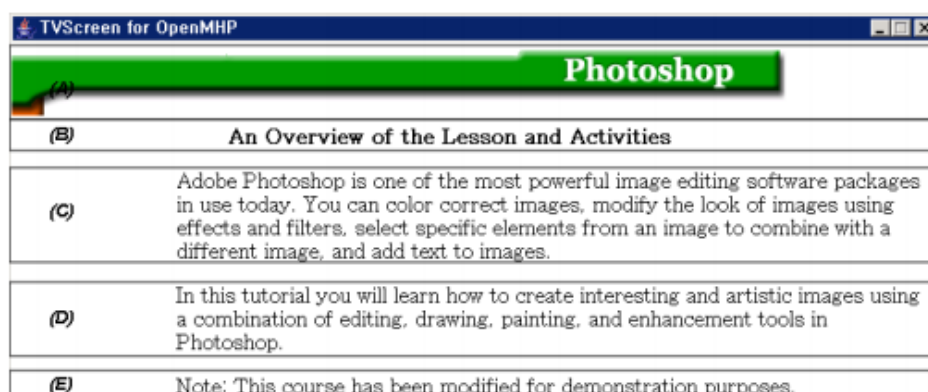 TVScreen for OpenMHP
Photoshop
(A)
(B) An Overview of the Lesson and Activities
Adobe Photoshop is one of the most powerful image editing software packages
(C) in use today. You can color correct images, modify the look of images using
effects and filters, select specific elements from an image to combine with a
different image, and add text to images.
In this tutorial you will learn how to create interesting and artistic images using
(D) a combination of editing, drawing, painting, and enhancement tools in
Photoshop.
(E) Note: This course has been modified for demonstration purposes.